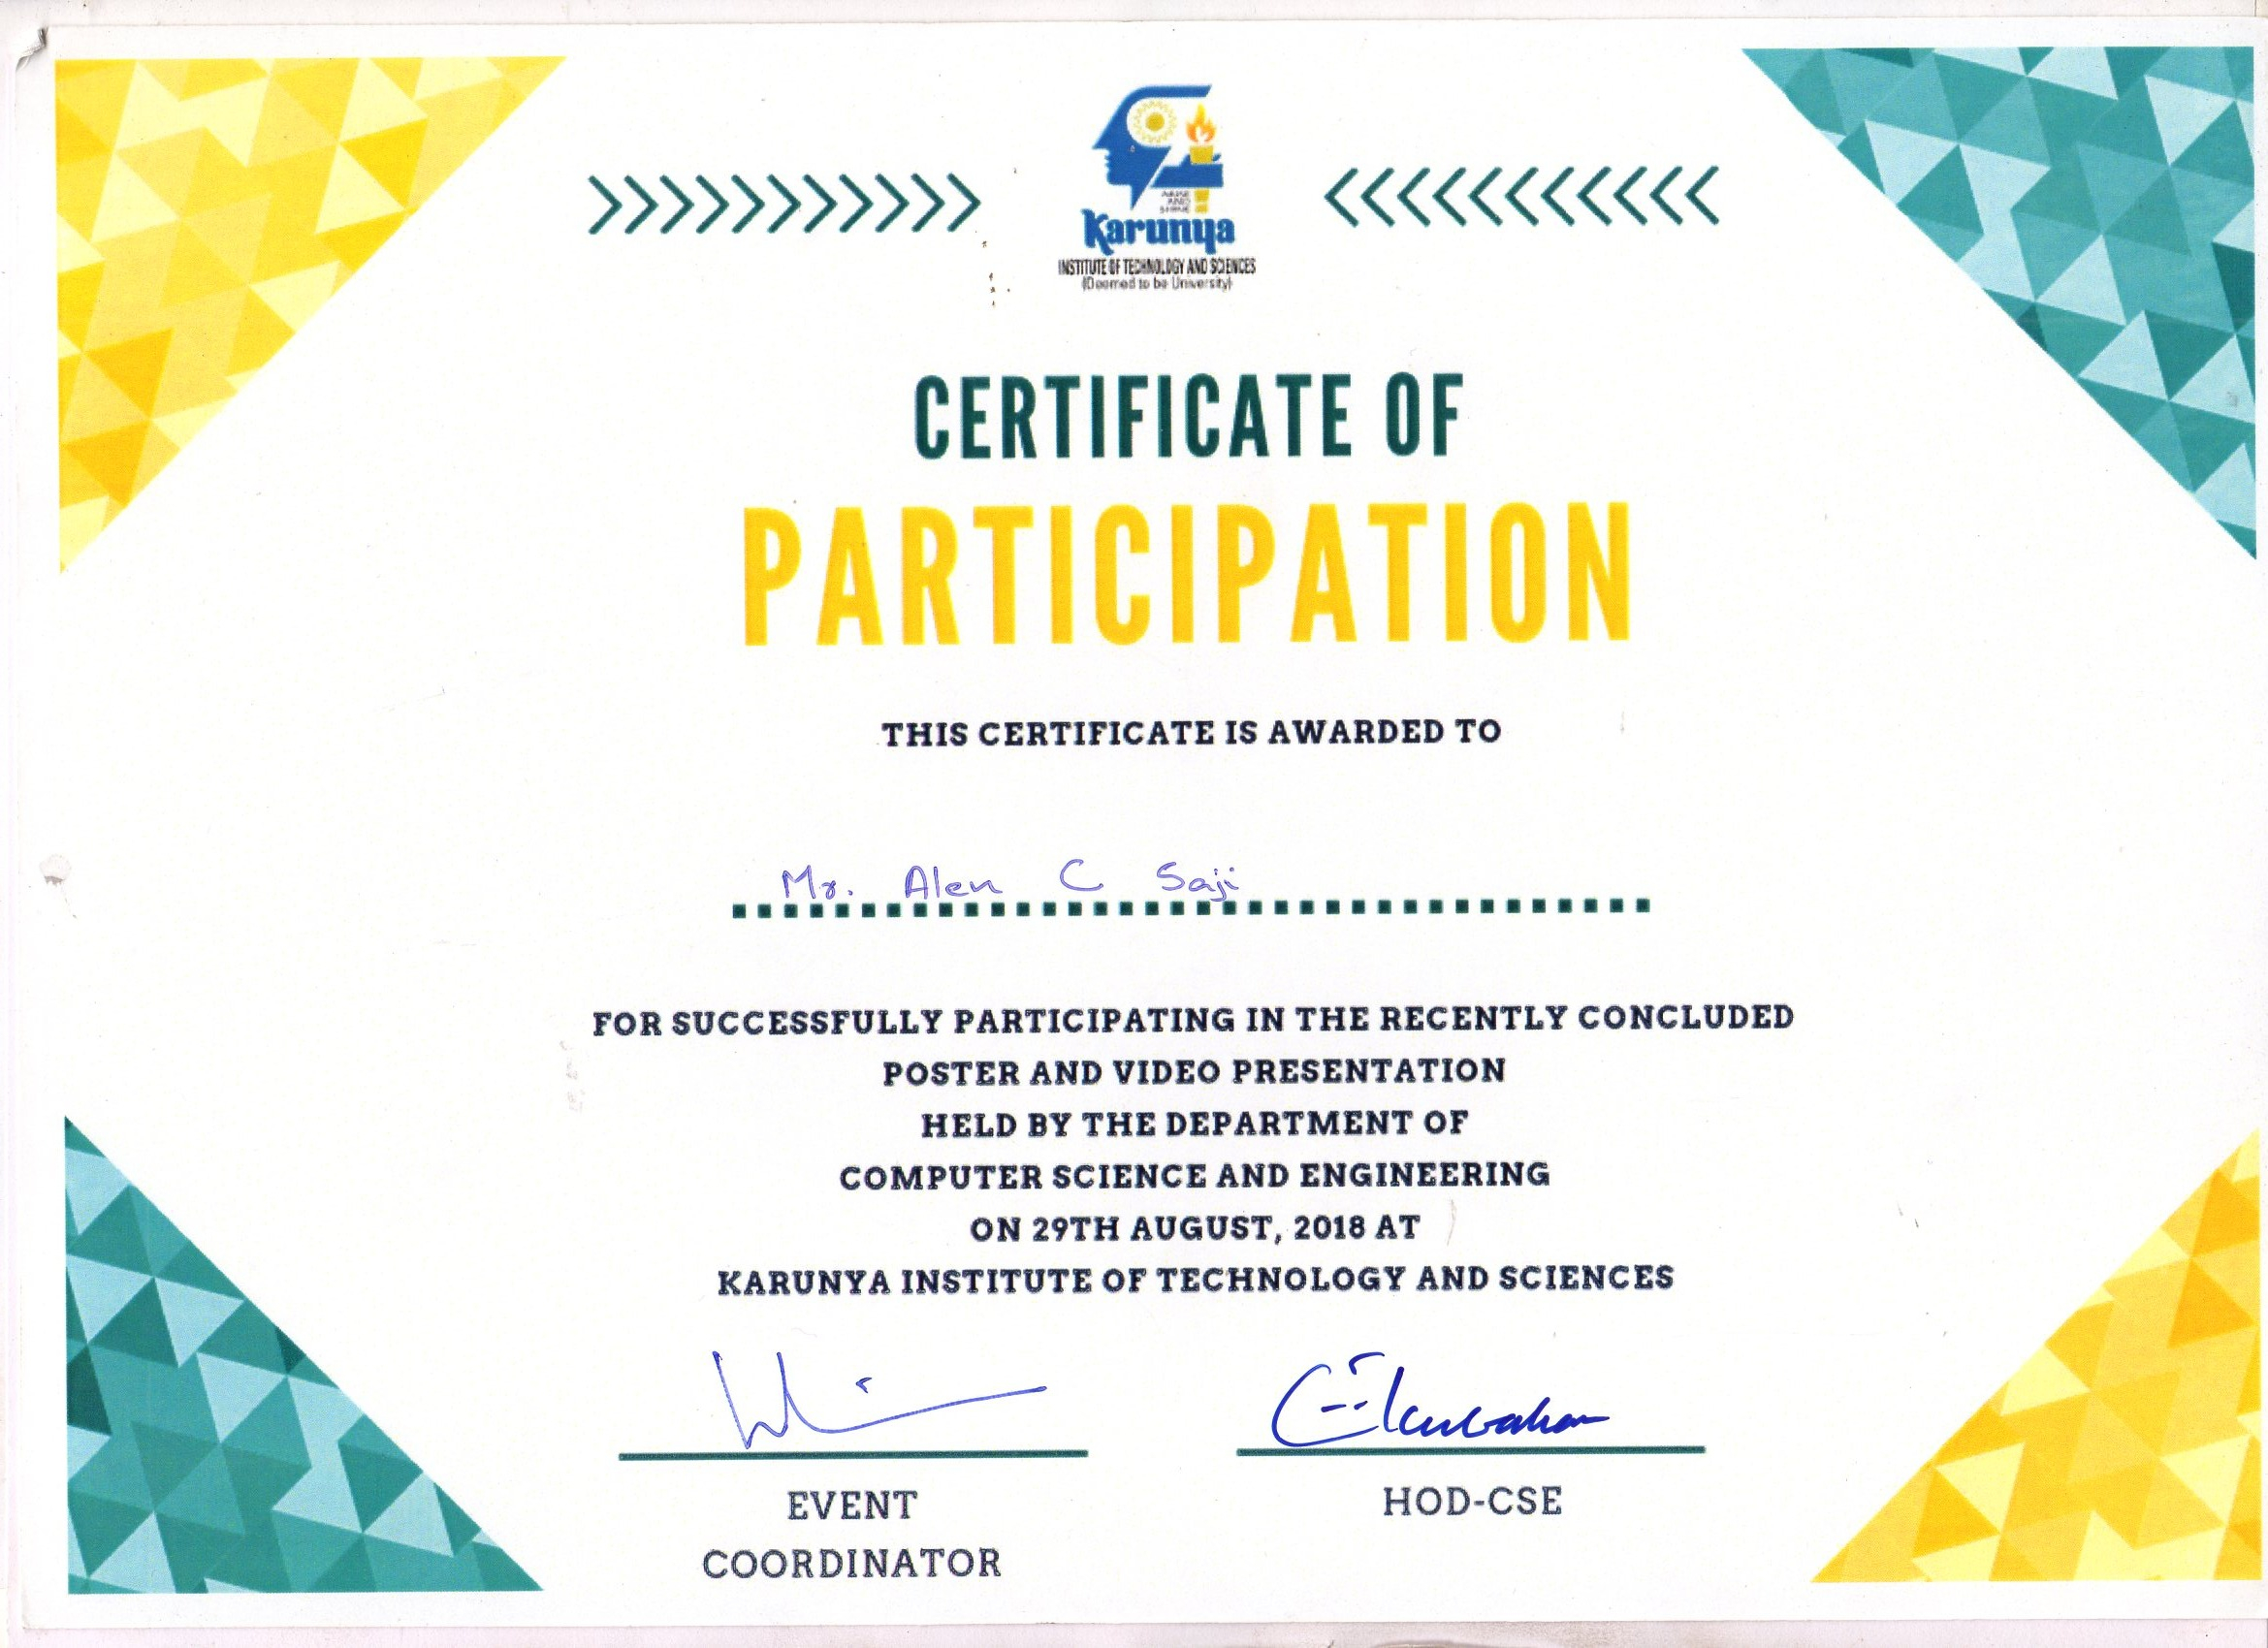 ARISE
AND
SHINE
Karunya
INSTITUTE OF TECHNOLOGY AND SCIENCES
(Deemed to be University)
CERTIFICATE OF
PARTICIPATION
THIS CERTIFICATE IS AWARDED TO
Mr. Alen C Saji
FOR SUCCESSFULLY PARTICIPATING IN THE RECENTLY CONCLUDED
POSTER AND VIDEO PRESENTATION
HELD BY THE DEPARTMENT OF
COMPUTER SCIENCE AND ENGINEERING
ON 29TH AUGUST, 2018 AT
KARUNYA INSTITUTE OF TECHNOLOGY AND SCIENCES
EVENT
COORDINATOR
HOD-CSE